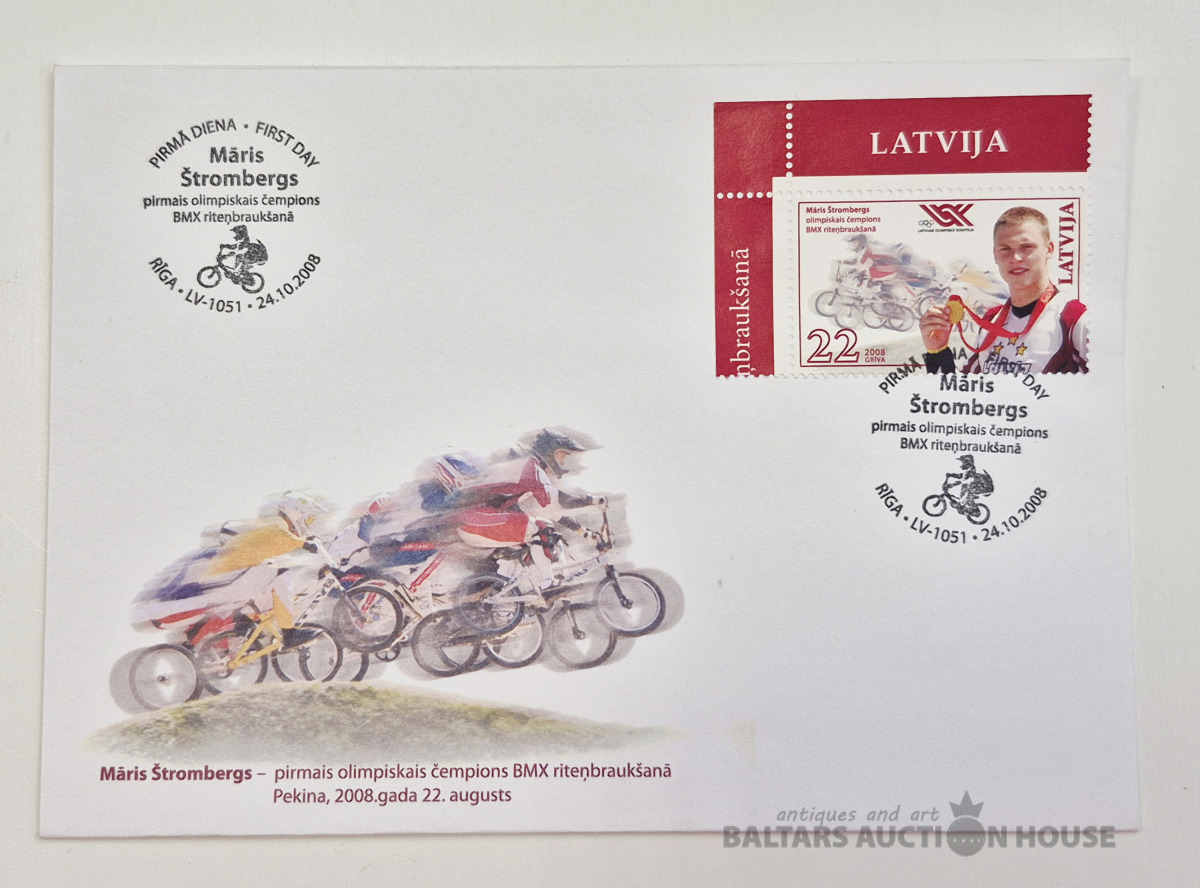 PIRMĀ DIENA • FIRST DAY
Māris
Štrombergs
pirmais olimpiskais čempions
BMX riteņbraukšanā
RĪGA • LV-1051 • 24.10.2008
LATVIJA
ņbraukšanā
Māris Štrombergs
olimpiskais čempions
BMX riteņbraukšanā
LATVIJAS OLIMPISKĀ KOMITEJA
LATVIJA
22
2008
GRĪVA
FIRST DAY
Māris
Štrombergs
pirmais olimpiskais čempions
BMX riteņbraukšanā
RĪGA • LV-1051 • 24.10.2008
Māris Štrombergs – pirmais olimpiskais čempions BMX riteņbraukšanā
Pekina, 2008.gada 22. augusts
antiques and art
BALTARS AUCTION HOUSE